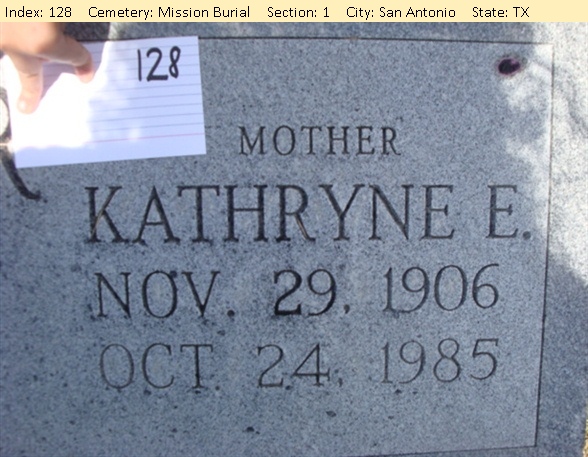 Index: 128 Cemetery: Mission Burial Section: 1 City: San Antonio State: TX
128
MOTHER
KATHRYNE E.
NOV. 29, 1906
OCT. 24, 1985